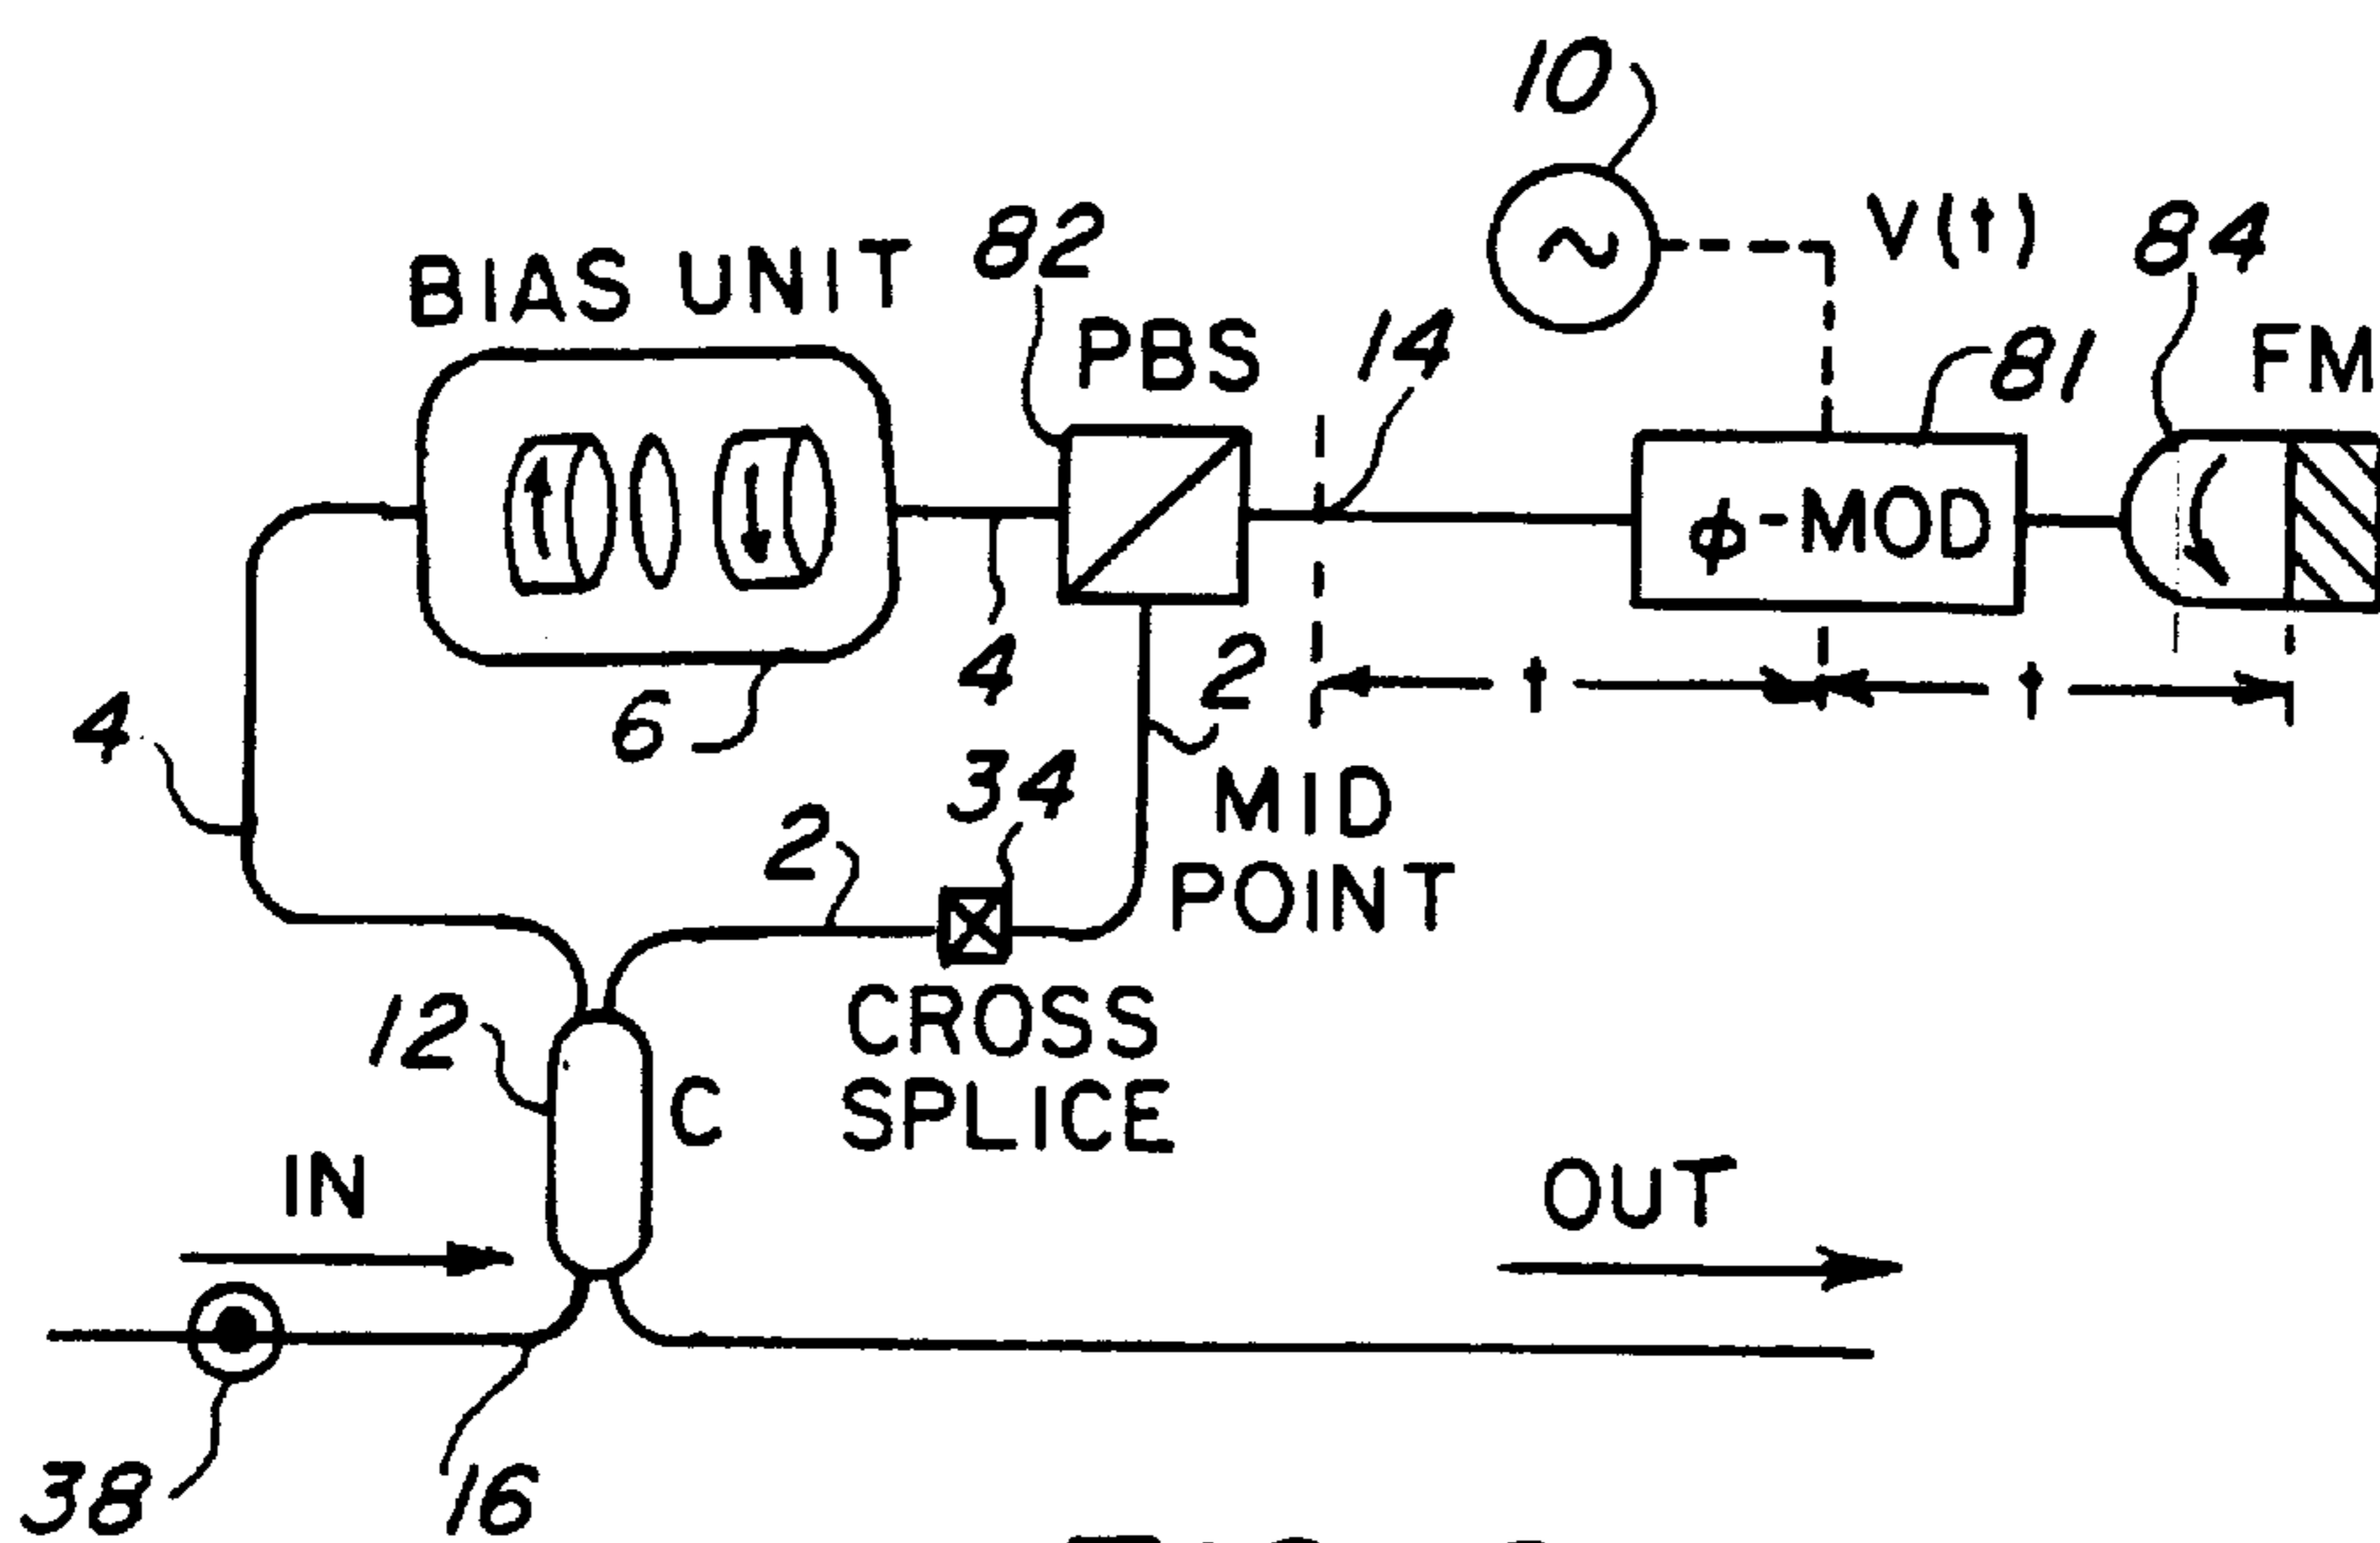 10
V(t)
84
82
BIAS UNIT
PBS
14
81
FM
ϕ-MOD
4
2
t
t
4
6
34
MID
POINT
2
CROSS
SPLICE
12
C
IN
OUT
38
16